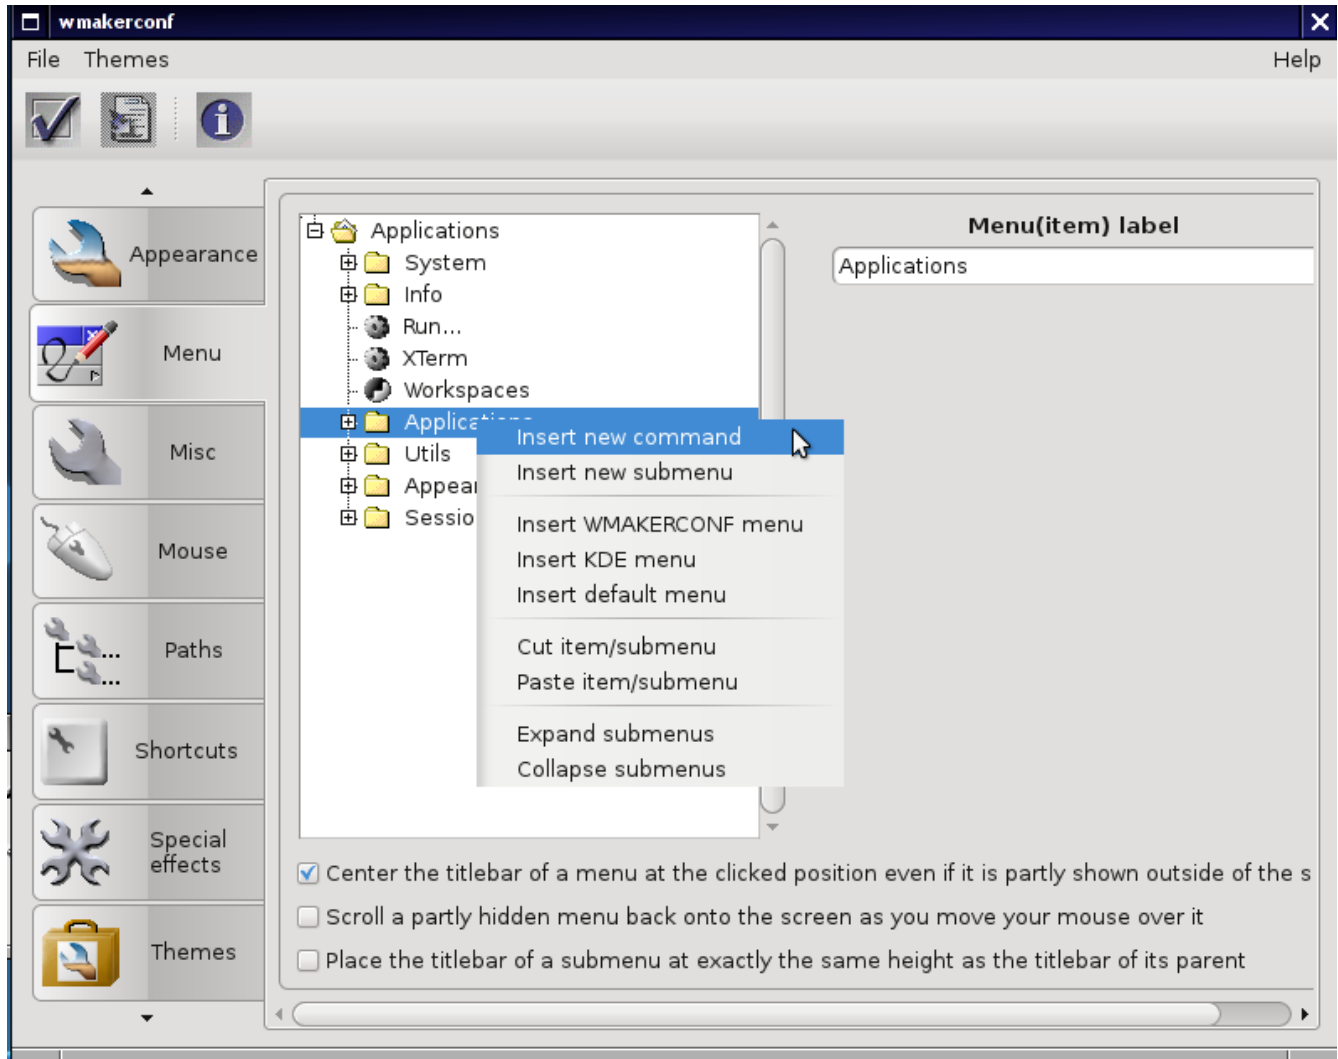 wmakerconf
File Themes Help
Appearance
Menu
Misc
Mouse
Paths
Shortcuts
Special
effects
Themes
Applications
System
Info
Run...
XTerm
Workspaces
Applications
Utils
Appear
Sessio
Insert new command
Insert new submenu
Insert WMAKERCONF menu
Insert KDE menu
Insert default menu
Cut item/submenu
Paste item/submenu
Expand submenus
Collapse submenus
Menu(item) label
Applications
Center the titlebar of a menu at the clicked position even if it is partly shown outside of the s
Scroll a partly hidden menu back onto the screen as you move your mouse over it
Place the titlebar of a submenu at exactly the same height as the titlebar of its parent